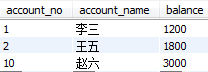 account_no account_name balance
1 李三 1200
2 王五 1800
10 赵六 3000